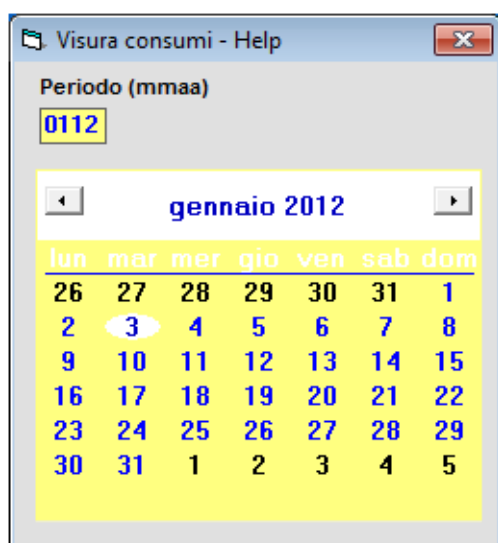 Visura consumi - Help
Periodo (mmaa)
0112
gennaio 2012
lun mar mer gio ven sab dom
26 27 28 29 30 31 1
2 3 4 5 6 7 8
9 10 11 12 13 14 15
16 17 18 19 20 21 22
23 24 25 26 27 28 29
30 31 1 2 3 4 5